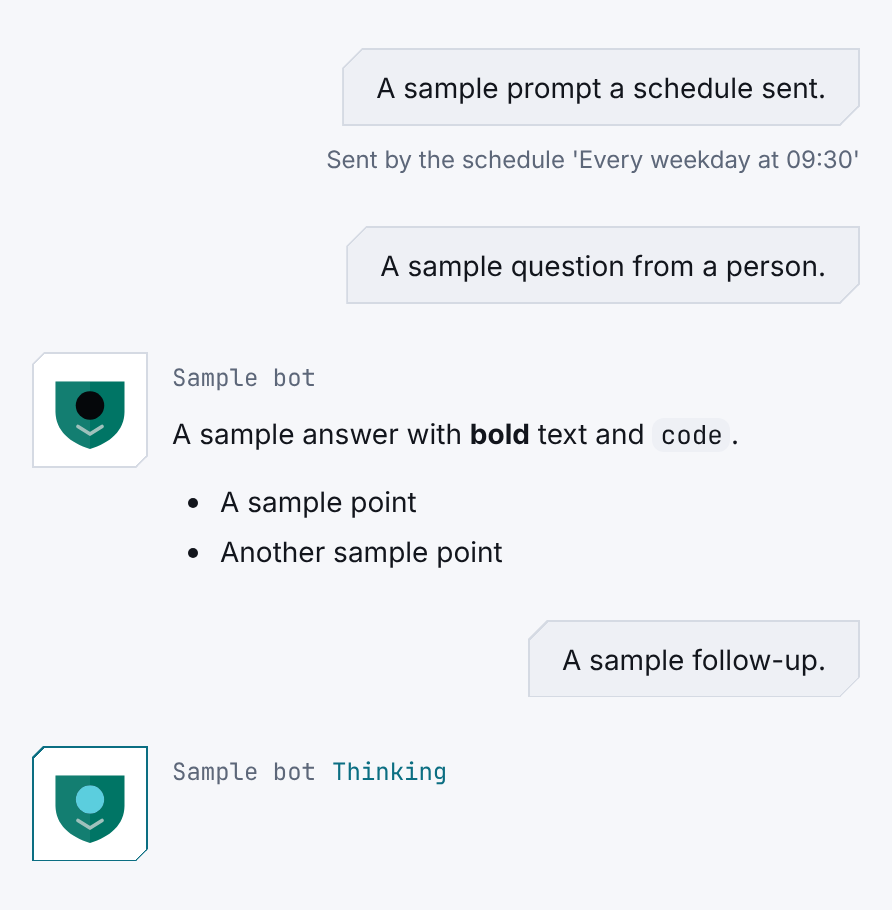 A sample prompt a schedule sent.
Sent by the schedule 'Every weekday at 09:30'
A sample question from a person.
Sample bot
A sample answer with bold text and code.
A sample point
Another sample point
A sample follow-up.
Sample bot Thinking